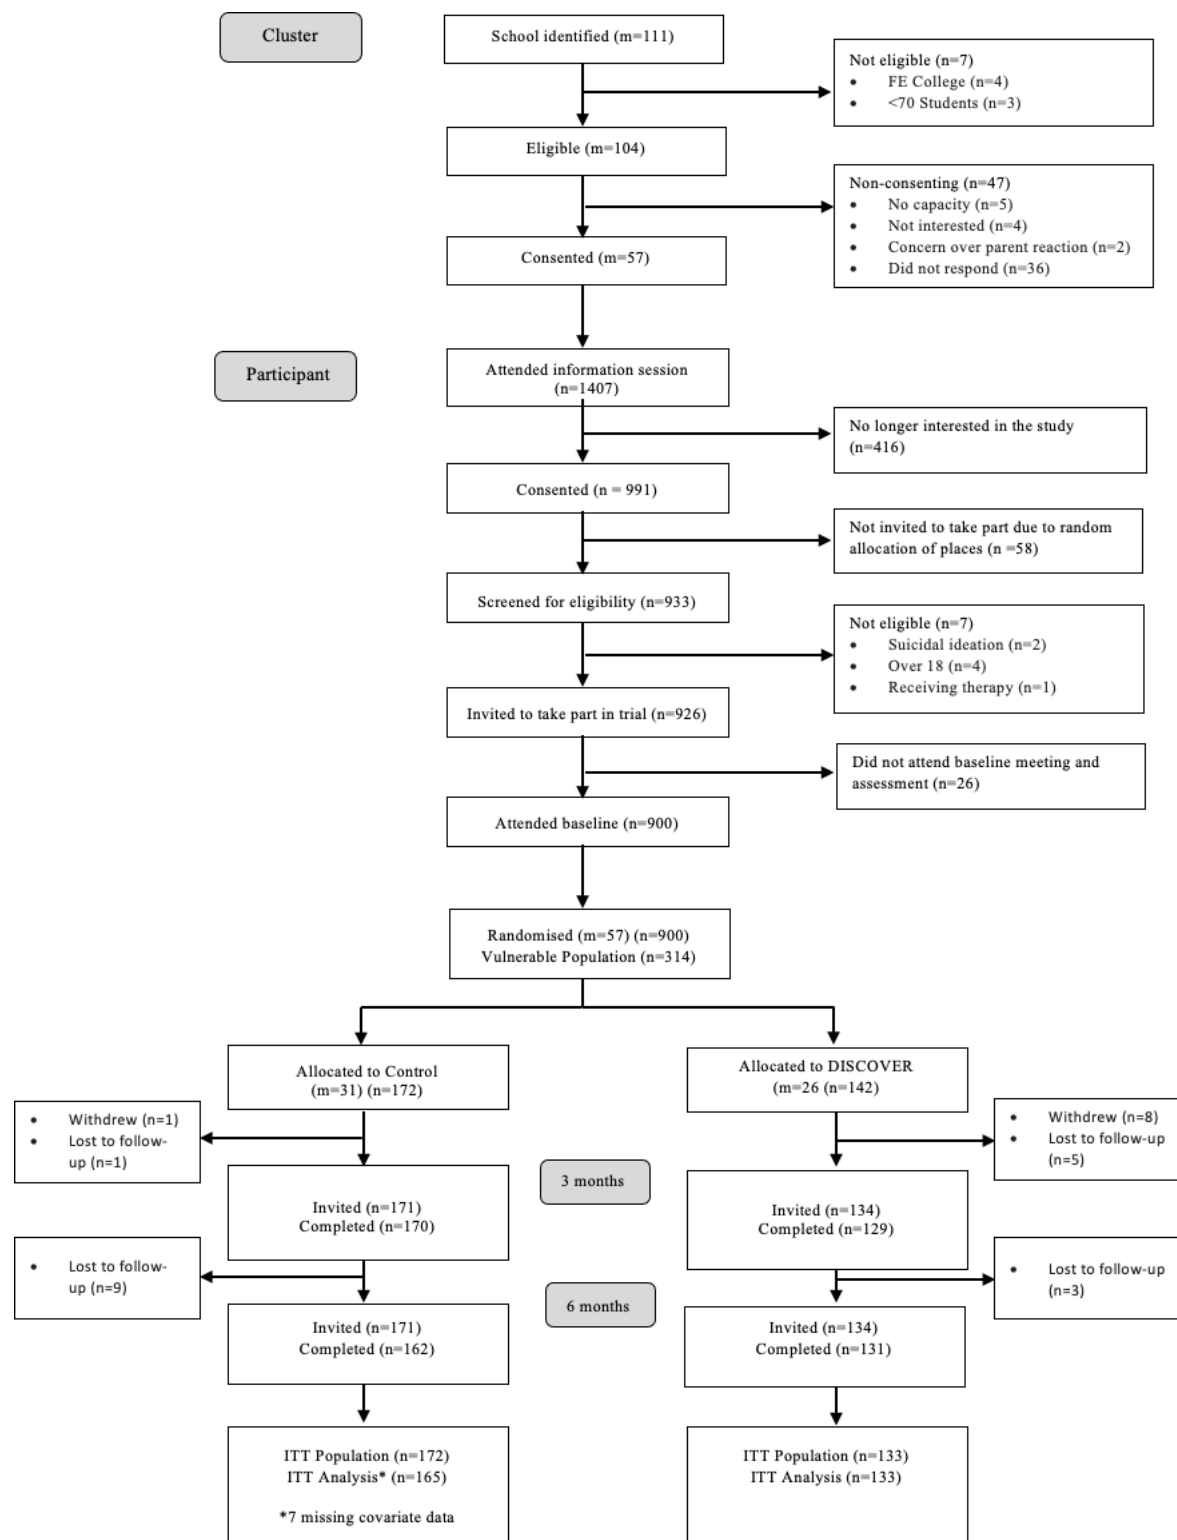 Cluster
School identified (m=111)
Not eligible (n=7)
• FE College (n=4)
• <70 Students (n=3)
Eligible (m=104)
Non-consenting (n=47)
• No capacity (n=5)
• Not interested (n=4)
• Concern over parent reaction (n=2)
• Did not respond (n=36)
Consented (m=57)
Participant
Attended information session
(n=1407)
No longer interested in the study
(n=416)
Consented (n = 991)
Not invited to take part due to random
allocation of places (n =58)
Screened for eligibility (n=933)
Not eligible (n=7)
• Suicidal ideation (n=2)
• Over 18 (n=4)
• Receiving therapy (n=1)
Invited to take part in trial (n=926)
Did not attend baseline meeting and
assessment (n=26)
Attended baseline (n=900)
Randomised (m=57) (n=900)
Vulnerable Population (n=314)
Allocated to Control
(m=31) (n=172)
Allocated to DISCOVER
(m=26 (n=142)
• Withdrew (n=1)
• Lost to follow-
up (n=1)
• Withdrew (n=8)
• Lost to follow-up
(n=5)
3 months
Invited (n=171)
Completed (n=170)
Invited (n=134)
Completed (n=129)
• Lost to follow-
up (n=9)
• Lost to follow-up
(n=3)
6 months
Invited (n=171)
Completed (n=162)
Invited (n=134)
Completed (n=131)
ITT Population (n=172)
ITT Analysis* (n=165)
*7 missing covariate data
ITT Population (n=133)
ITT Analysis (n=133)